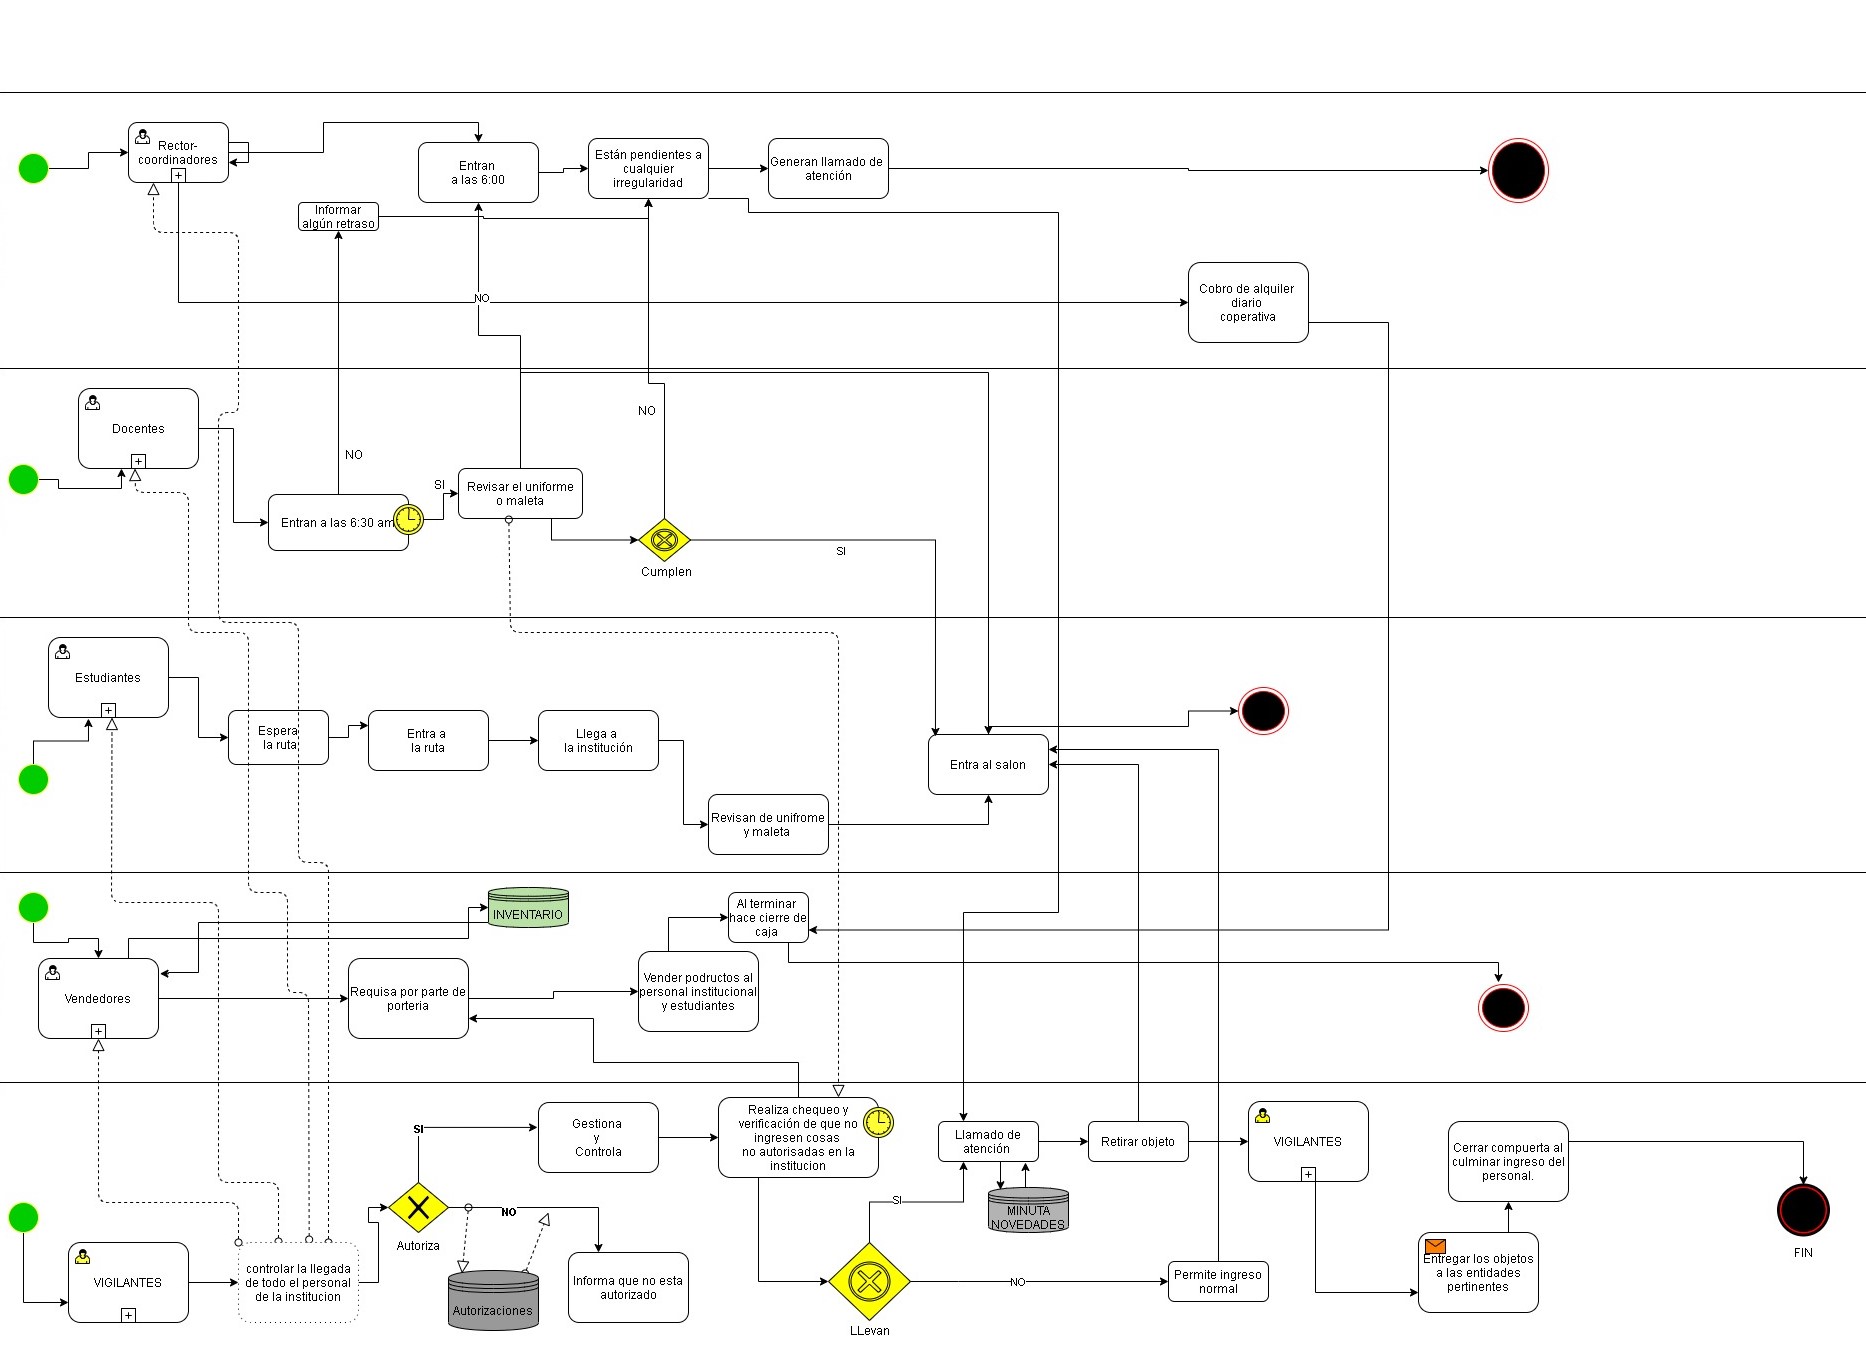 Rector-
coordinadores
Entran
a las 6:00
Están pendientes a
cualquier
irregularidad
Generan llamado de
atención
Informar
algún retraso
NO
Cobro de alquiler
diario
coperativa
Docentes
NO
NO
Entran a las 6:30 am
SI
Revisar el uniforme
o maleta
SI
Cumplen
Estudiantes
Espera
la ruta
Entra a
la ruta
Llega a
la institución
Entra al salon
Revisan de unifrome
y maleta
INVENTARIO
Al terminar
hace cierre de
caja
Vendedores
Requisa por parte de
porteria
Vender podructos al
personal institucional
y estudiantes
SI
Gestiona
y
Controla
Realiza chequeo y
verificación de que no
ingresen cosas
no autorisadas en la
institucion
Llamado de
atención
Retirar objeto
VIGILANTES
Cerrar compuerta al
culminar ingreso del
personal.
SI
MINUTA
NOVEDADES
NO
Autoriza
FIN
VIGILANTES
controlar la llegada
de todo el personal
de la institucion
Autorizaciones
Informa que no esta
autorizado
LLevan
NO
Permite ingreso
normal
Entregar los objetos
a las entidades
pertinentes